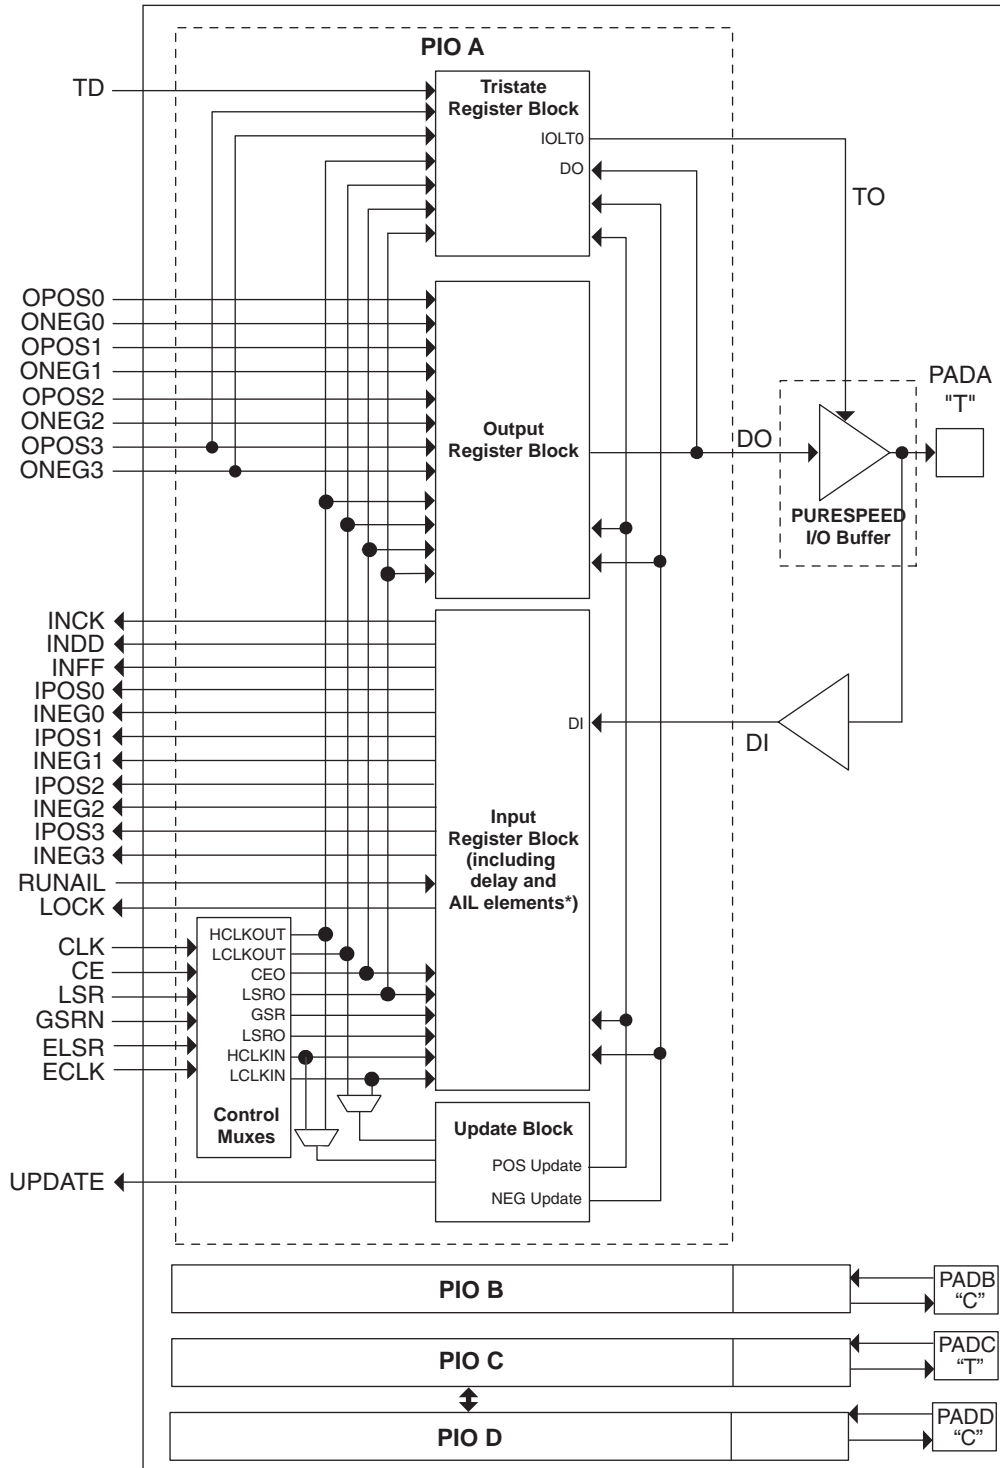 PIO A
TD
Tristate
Register Block
IOLT0
DO
TO
OPOS0
ONEG0
OPOS1
ONEG1
OPOS2
ONEG2
OPOS3
ONEG3
Output
Register Block
DO
PADA
"T"
PURESPEED
I/O Buffer
INCK
INDD
INFF
IPOS0
INEG0
IPOS1
INEG1
IPOS2
INEG2
IPOS3
INEG3
RUNAIL
LOCK
DI
DI
Input
Register Block
(including
delay and
AIL elements*)
CLK
CE
LSR
GSRN
ELSR
ECLK
HCLKOUT
LCLKOUT
CEO
LSRO
GSR
LSRO
HCLKIN
LCLKIN
Control
Muxes
Update Block
POS Update
NEG Update
UPDATE
PIO B
PADB
“C”
PIO C
PADC
“T”
PIO D
PADD
“C”